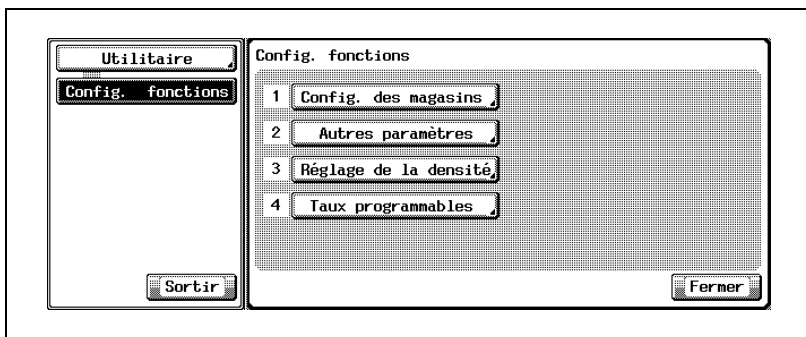 Utilitaire
Config. fonctions
Sortir
Config. fonctions
1 Config. des magasins
2 Autres paramètres
3 Réglage de la densité
4 Taux programmables
Fermer